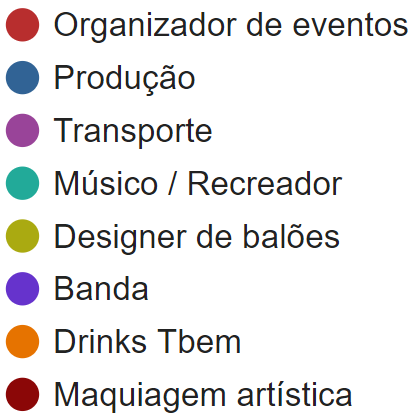 Organizador de eventos
Produção
Transporte
Músico / Recreador
Designer de balões
Banda
Drinks Tbem
Maquiagem artística